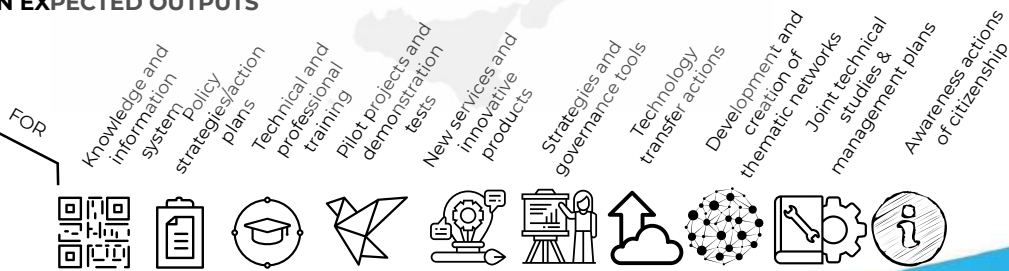 N EXPECTED OUTPUTS
FOR
Knowledge and
information
system
Policy
strategies/action
plans
Technical and
professional
training
Pilot projects and
demonstration
tests
New services and
innovative
products
Strategies and
governance tools
Technology
transfer actions
Development and
creation of
thematic networks
Joint technical
studies &
management plans
Awareness actions
of citizenship
i